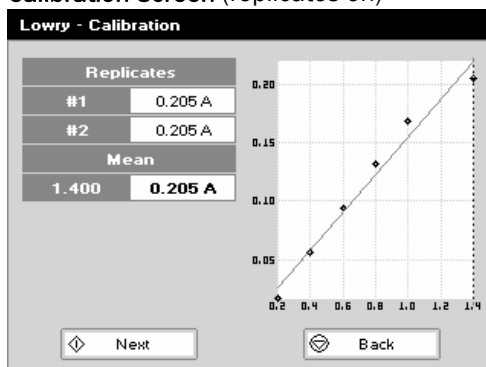 Calibration Screen (replicates on)
Lowry - Calibration
Replicates
#1 0.205 A
#2 0.205 A
Mean
1.400 0.205 A
0.20
0.15
0.10
0.05
0.2 0.4 0.6 0.8 1.0 1.2 1.4
Next
Back